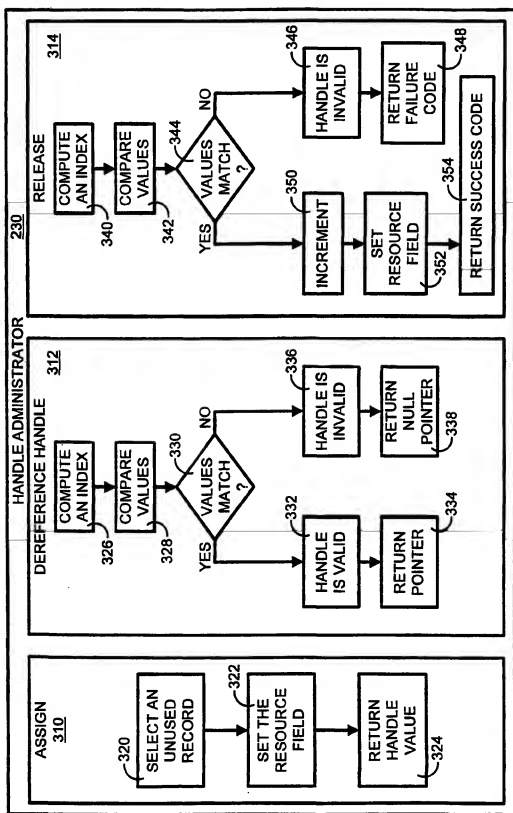 HANDLE ADMINISTRATOR
230
ASSIGN
310
320
SELECT AN
UNUSED
RECORD
322
SET THE
RESOURCE
FIELD
RETURN
HANDLE
VALUE
324
DEREFERENCE HANDLE
312
COMPUTE
AN INDEX
326
COMPARE
VALUES
328
330
VALUES
MATCH
?
YES
NO
332
HANDLE
IS VALID
RETURN
POINTER
334
336
HANDLE IS
INVALID
RETURN
NULL
POINTER
338
RELEASE
314
COMPUTE
AN INDEX
340
COMPARE
VALUES
342
344
VALUES
MATCH
?
YES
NO
350
INCREMENT
SET
RESOURCE
FIELD
352
346
HANDLE IS
INVALID
RETURN
FAILURE
CODE
348
354
RETURN SUCCESS CODE